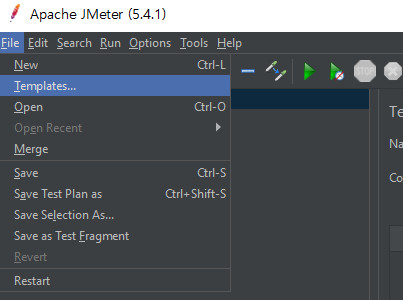 Apache JMeter (5.4.1)
File Edit Search Run Options Tools Help
New Ctrl-L
Templates...
Open Ctrl-O
Open Recent
Merge
Save Ctrl-S
Save Test Plan as Ctrl+Shift-S
Save Selection As...
Save as Test Fragment
Revert
Restart
STOP
Te
Na
Co